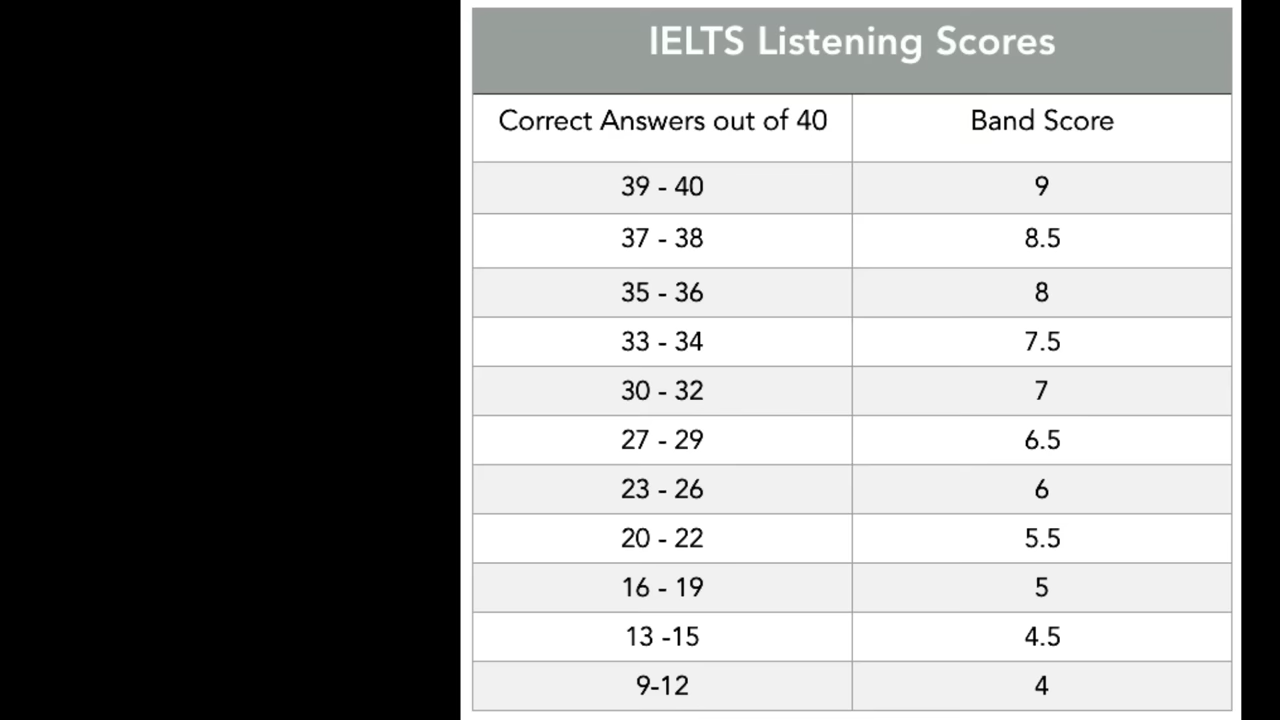 IELTS Listening Scores
Correct Answers out of 40 Band Score
39 - 40 9
37 - 38 8.5
35 - 36 8
33 - 34 7.5
30 - 32 7
27 - 29 6.5
23 - 26 6
20 - 22 5.5
16 - 19 5
13 -15 4.5
9-12 4